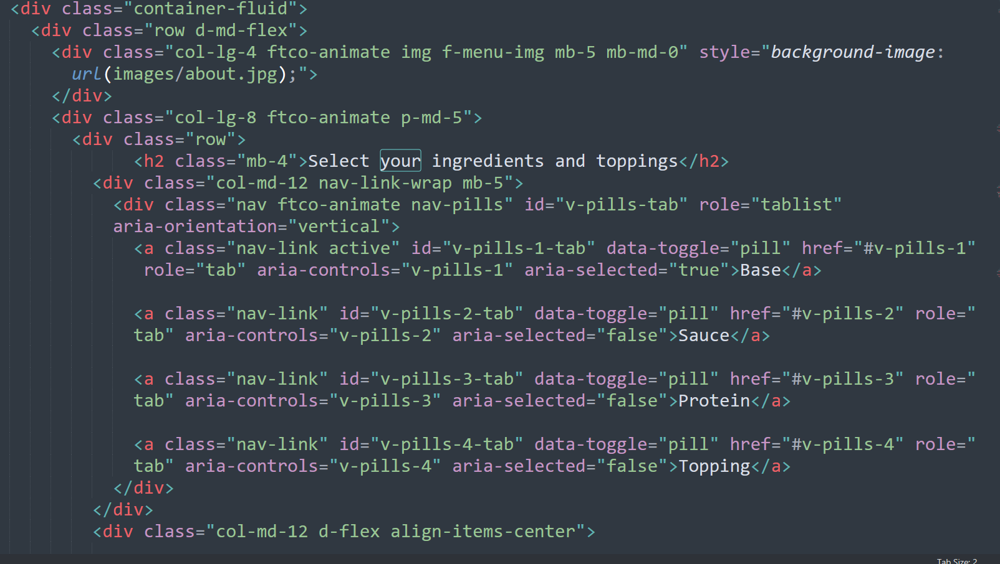 <div class="container-fluid">
<div class="row d-md-flex">
<div class="col-lg-4 ftco-animate img f-menu-img mb-5 mb-md-0" style="background-image:
url(images/about.jpg);">
</div>
<div class="col-lg-8 ftco-animate p-md-5">
<div class="row">
<h2 class="mb-4">Select your ingredients and toppings</h2>
<div class="col-md-12 nav-link-wrap mb-5">
<div class="nav ftco-animate nav-pills" id="v-pills-tab" role="tablist"
aria-orientation="vertical">
<a class="nav-link active" id="v-pills-1-tab" data-toggle="pill" href="#v-pills-1"
role="tab" aria-controls="v-pills-1" aria-selected="true">Base</a>
<a class="nav-link" id="v-pills-2-tab" data-toggle="pill" href="#v-pills-2" role="
tab" aria-controls="v-pills-2" aria-selected="false">Sauce</a>
<a class="nav-link" id="v-pills-3-tab" data-toggle="pill" href="#v-pills-3" role="
tab" aria-controls="v-pills-3" aria-selected="false">Protein</a>
<a class="nav-link" id="v-pills-4-tab" data-toggle="pill" href="#v-pills-4" role="
tab" aria-controls="v-pills-4" aria-selected="false">Topping</a>
</div>
</div>
<div class="col-md-12 d-flex align-items-center">
Tab Size: 2